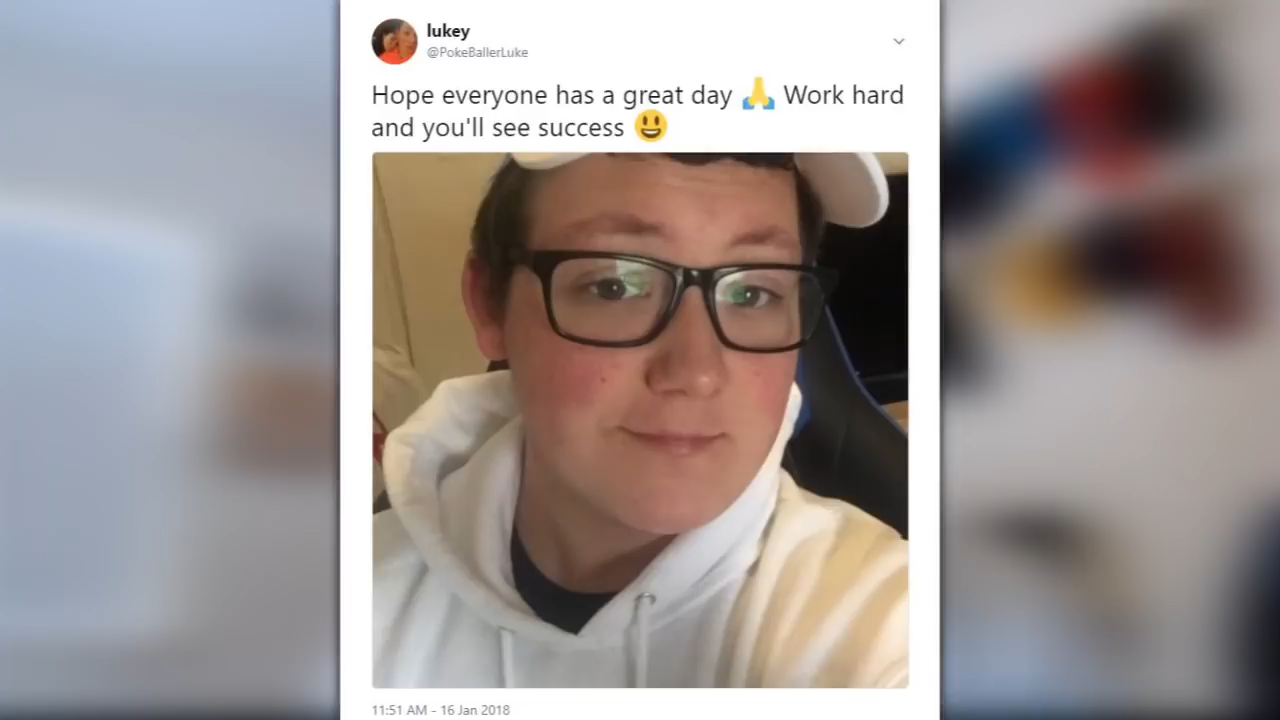 lukey
@PokeBallerLuke
Hope everyone has a great day 🙏 Work hard
and you'll see success 😃
11:51 AM - 16 Jan 2018